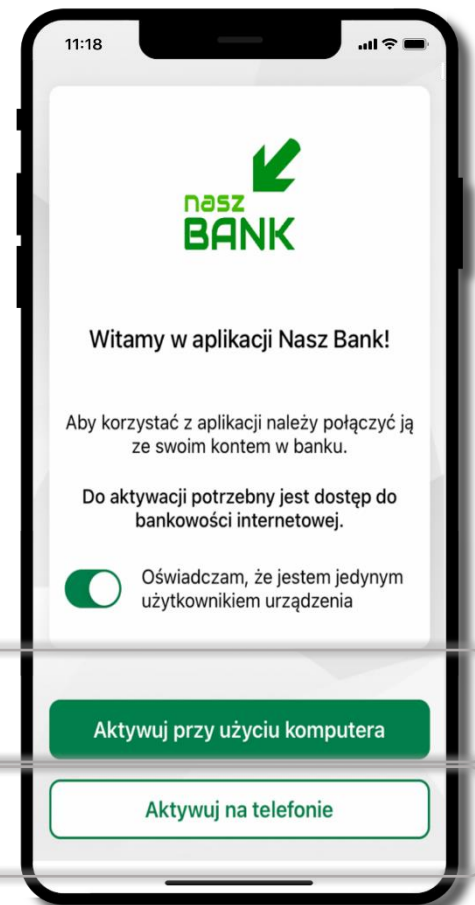 11:18
nasz
BANK
Witamy w aplikacji Nasz Bank!
Aby korzystać z aplikacji należy połączyć ją
ze swoim kontem w banku.
Do aktywacji potrzebny jest dostęp do
bankowości internetowej.
Oświadczam, że jestem jedynym
użytkownikiem urządzenia
Aktywuj przy użyciu komputera
Aktywuj na telefonie